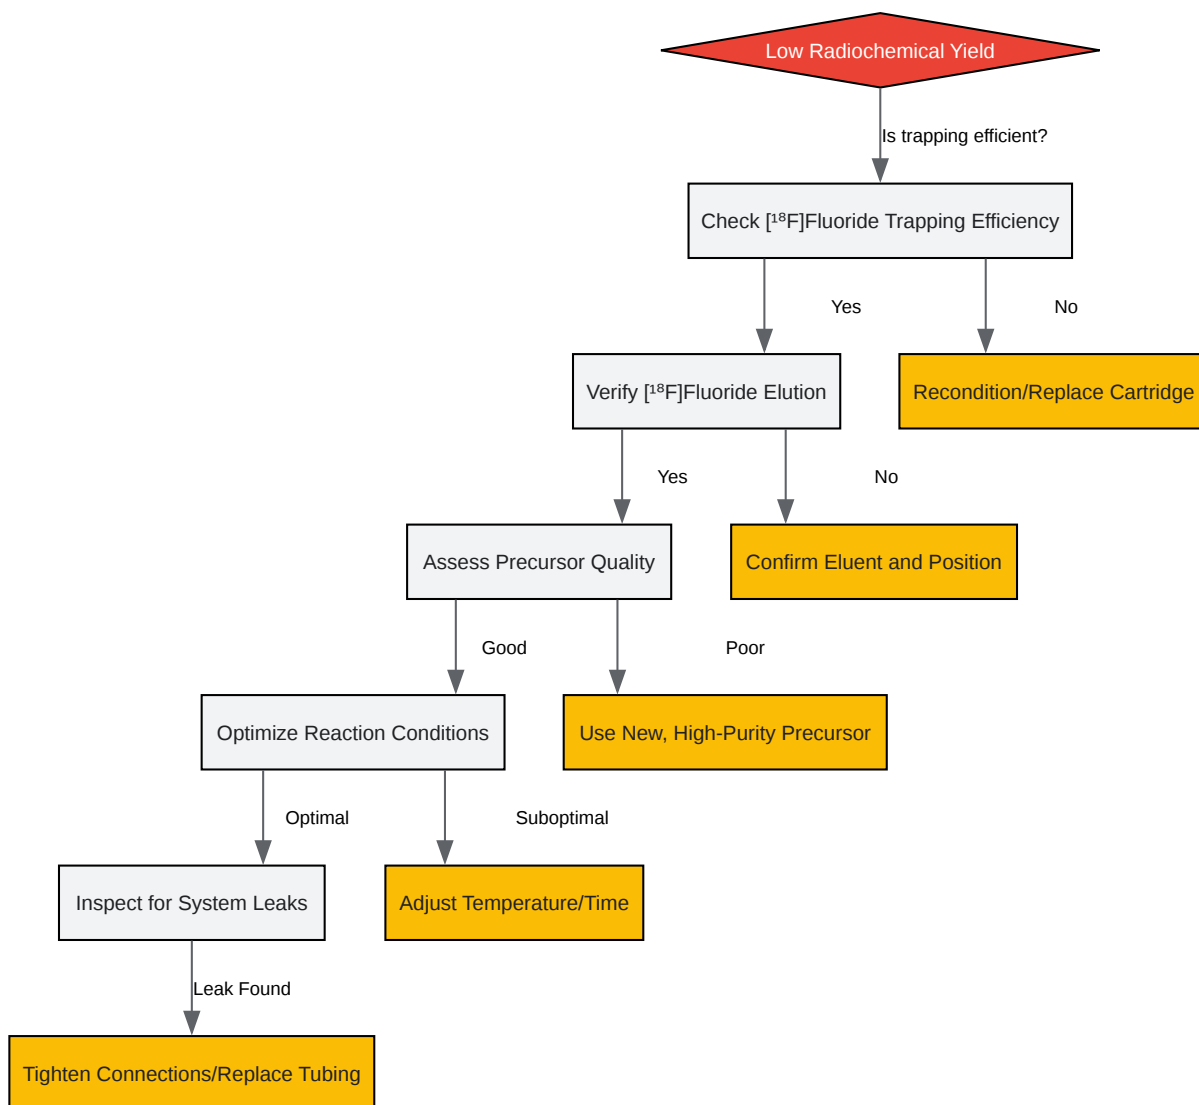 Low Radiochemical Yield
Is trapping efficient?
Check [¹⁸F]Fluoride Trapping Efficiency
Yes
No
Verify [¹⁸F]Fluoride Elution
Recondition/Replace Cartridge
Yes
No
Assess Precursor Quality
Confirm Eluent and Position
Good
Poor
Optimize Reaction Conditions
Use New, High-Purity Precursor
Optimal
Suboptimal
Inspect for System Leaks
Adjust Temperature/Time
Leak Found
Tighten Connections/Replace Tubing